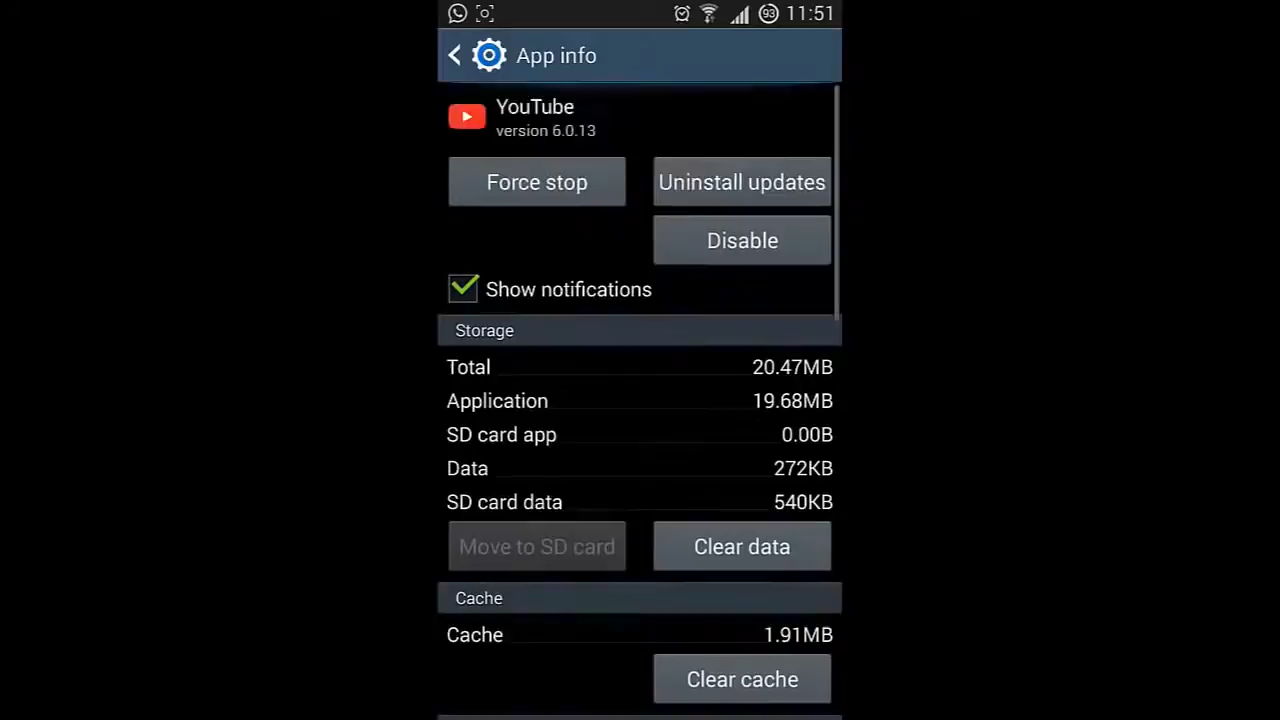 93 11:51
App info
YouTube
version 6.0.13
Force stop
Uninstall updates
Disable
Show notifications
Storage
Total 20.47MB
Application 19.68MB
SD card app 0.00B
Data 272KB
SD card data 540KB
Move to SD card
Clear data
Cache
Cache 1.91MB
Clear cache